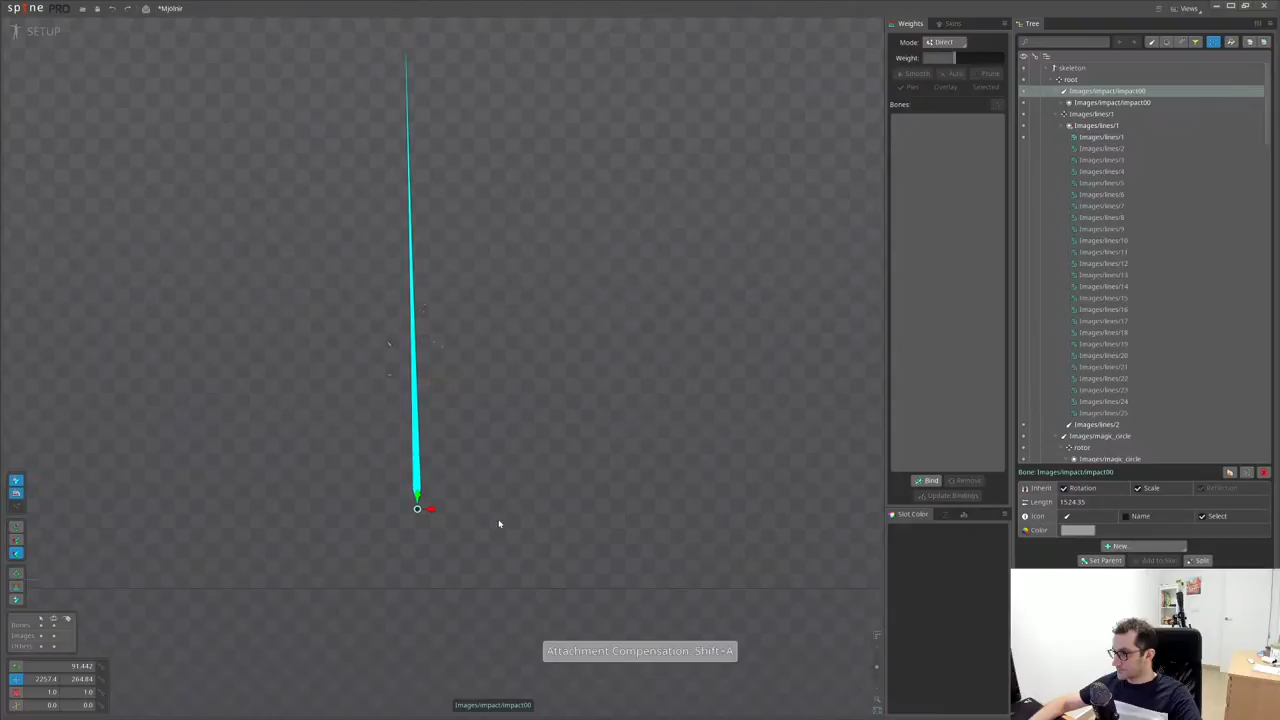 spine PRO
*Mjolnir
Views
SETUP
Weights
Skins
Tree
Mode:
Direct
Weight:
Smooth
Auto
Prune
Pies
Overlay
Selected
Bones:
skeleton
root
Images/impact/impact00
Images/impact/impact00
Images/lines/1
Images/lines/1
Images/lines/1
Images/lines/2
Images/lines/3
Images/lines/4
Images/lines/5
Images/lines/6
Images/lines/7
Images/lines/8
Images/lines/9
Images/lines/10
Images/lines/11
Images/lines/12
Images/lines/13
Images/lines/14
Images/lines/15
Images/lines/16
Images/lines/17
Images/lines/18
Images/lines/19
Images/lines/20
Images/lines/21
Images/lines/22
Images/lines/23
Images/lines/24
Images/lines/25
Images/lines/2
Images/magic_circle
rotor
Images/magic_circle
Bind
Remove
Update Bindings
Bone: Images/impact/impact00
Inherit
Rotation
Scale
Reflection
Length
1524.35
Icon
Name
Select
Color
New...
Set Parent
Add to Skin
Split
Slot Color
Bones
Images
Others
91.442
2257.4
264.84
1.0
1.0
0.0
0.0
Attachment Compensation Shift+A
Images/impact/impact00